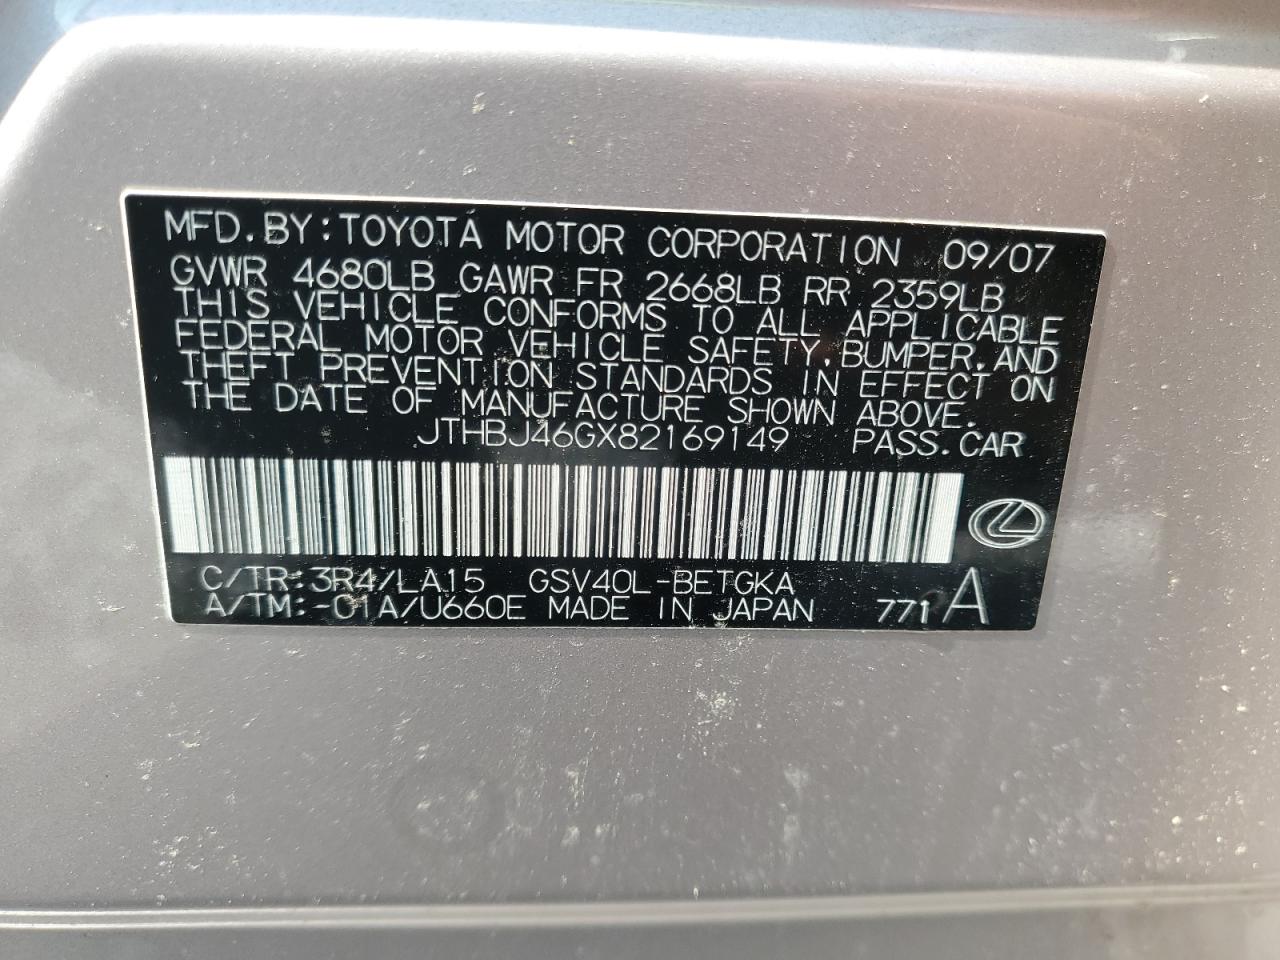 MFD.BY:TOYOTA MOTOR CORPORATION 09/07
GVWR 4680LB GAWR FR 2668LB RR 2359LB
THIS VEHICLE CONFORMS TO ALL APPLICABLE
FEDERAL MOTOR VEHICLE SAFETY,BUMPER,AND
THEFT PREVENTION STANDARDS IN EFFECT ON
THE DATE OF MANUFACTURE SHOWN ABOVE.
JTHBJ46GX82169149 PASS.CAR
C/TR:3R4/LA15 GSV40L-BETGKA
A/TM:-01A/U660E MADE IN JAPAN 771 A